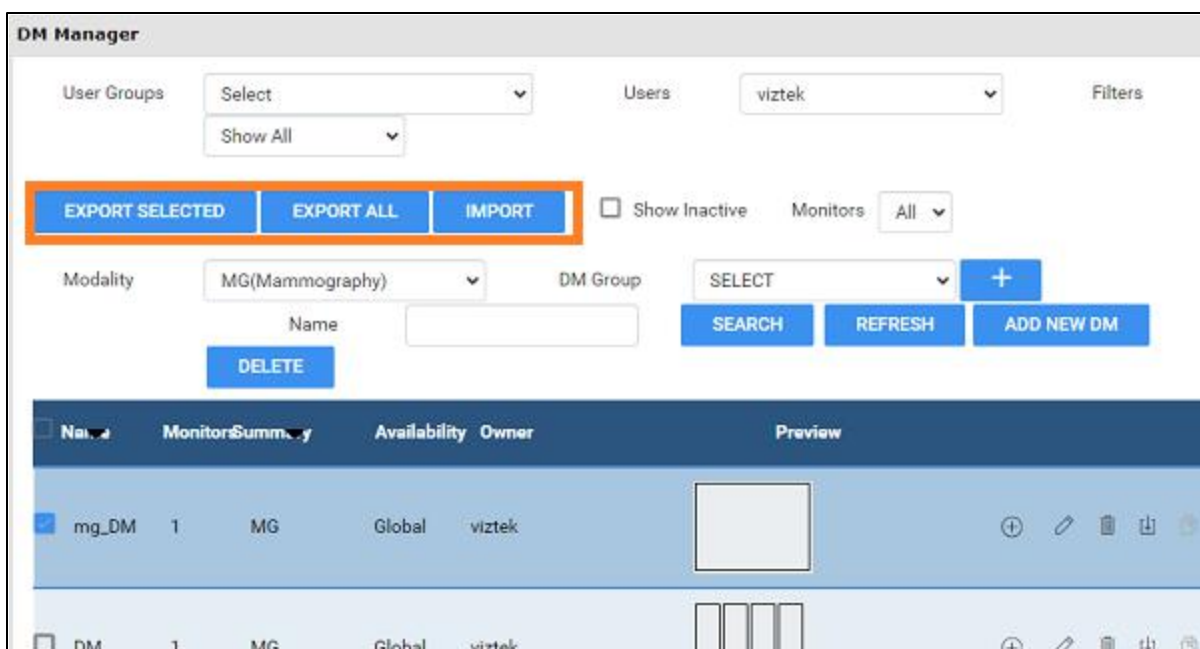 DM Manager
User Groups Select Users viztek Filters
Show All
EXPORT SELECTED EXPORT ALL IMPORT Show Inactive Monitors All
Modality MG(Mammography) DM Group SELECT +
Name SEARCH REFRESH ADD NEW DM
DELETE
Name Monitors Summary Availability Owner Preview
mg_DM 1 MG Global viztek
DM 1 MG Global viztek